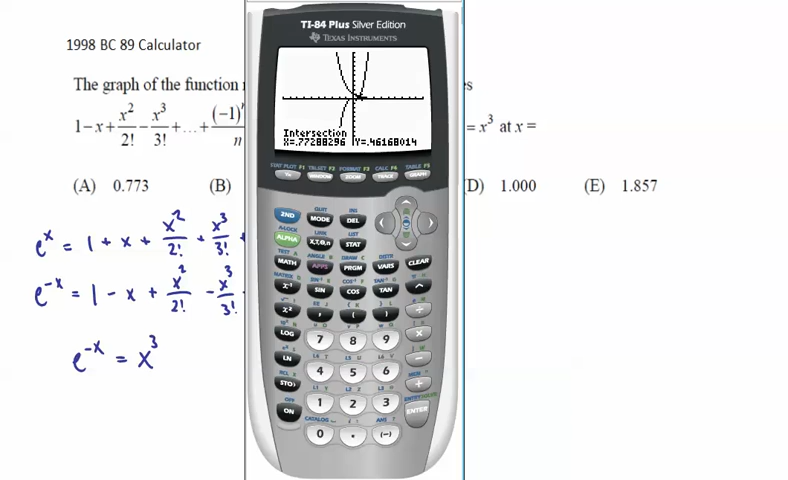 1998 BC 89 Calculator
The graph of the function
1 − x + x²/2! − x³/3! + ... + (−1)
n
= x³ at x =
(A) 0.773 (B) (D) 1.000 (E) 1.857
eˣ = 1 + x + x²/2! + x³/3! +
e⁻ˣ = 1 − x + x²/2! − x³/3! -
e⁻ˣ = x³
TI-84 Plus Silver Edition
TEXAS INSTRUMENTS
Intersection
X=.77288296 Y=.46168014
STAT PLOT F1 TBLSET F2 FORMAT F3 CALC F4 TABLE F5
Y= WINDOW ZOOM TRACE GRAPH
QUIT INS
2ND MODE DEL
A-LOCK LINK LIST
ALPHA X,T,Θ,n STAT
TEST A ANGLE B DRAW C DISTR
MATH APPS PRGM VARS CLEAR
MATRIX D SIN⁻¹ E COS⁻¹ F TAN⁻¹ G
x⁻¹ SIN COS TAN ^
x² , ( ) ÷
LOG 7 8 9 ×
LN 4 5 6 −
RCL X
STO› 1 2 3 +
CATALOG ANS ?
ON 0 . (−) ENTER